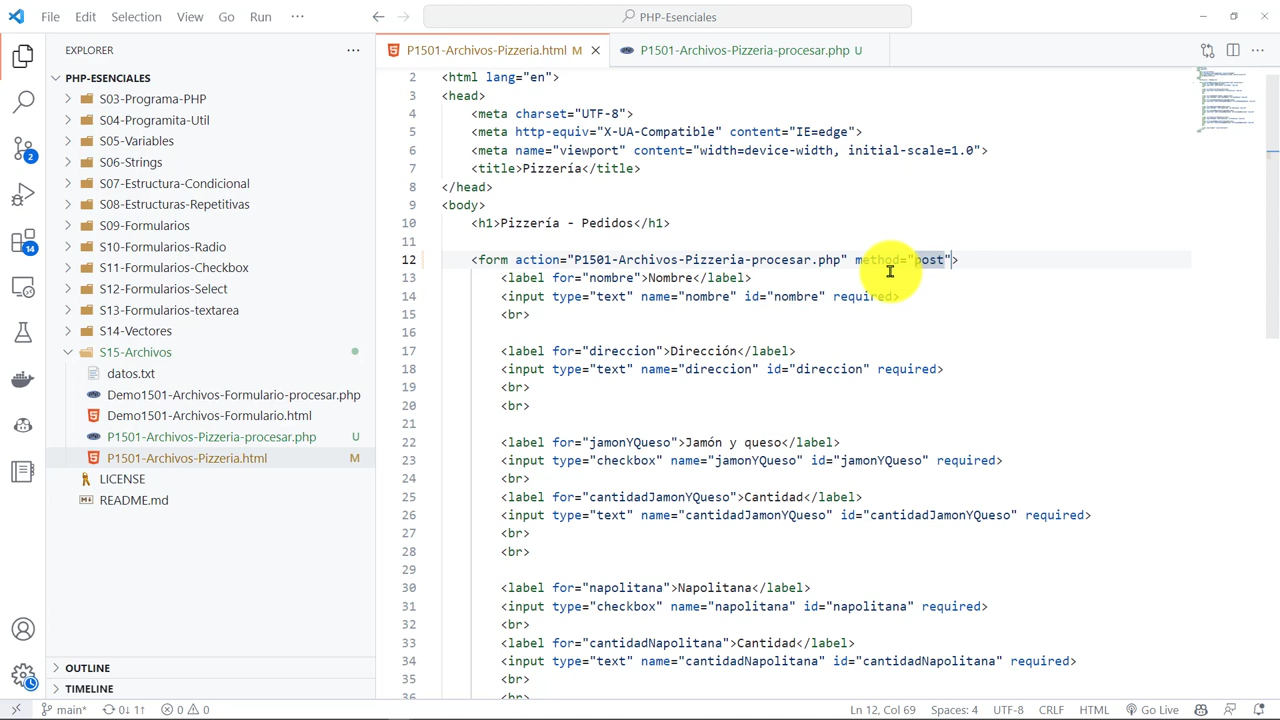 File Edit Selection View Go Run ···
PHP-Esenciales
EXPLORER
P1501-Archivos-Pizzeria.html M
P1501-Archivos-Pizzeria-procesar.php U
PHP-ESENCIALES
S03-Programa-PHP
S04-Programita-Util
S05-Variables
S06-Strings
S07-Estructura-Condicional
S08-Estructuras-Repetitivas
S09-Formularios
S10-Formularios-Radio
S11-Formularios-Checkbox
S12-Formularios-Select
S13-Formularios-textarea
S14-Vectores
S15-Archivos
datos.txt
Demo1501-Archivos-Formulario-procesar.php
Demo1501-Archivos-Formulario.html
P1501-Archivos-Pizzeria-procesar.php U
P1501-Archivos-Pizzeria.html M
LICENSE
README.md
OUTLINE
TIMELINE
2
14
2 <html lang="en">
3 <head>
4 <meta charset="UTF-8">
5 <meta http-equiv="X-UA-Compatible" content="IE=edge">
6 <meta name="viewport" content="width=device-width, initial-scale=1.0">
7 <title>Pizzería</title>
8 </head>
9 <body>
10 <h1>Pizzería - Pedidos</h1>
11
12 <form action="P1501-Archivos-Pizzeria-procesar.php" method="post">
13 <label for="nombre">Nombre</label>
14 <input type="text" name="nombre" id="nombre" required>
15 <br>
16
17 <label for="direccion">Dirección</label>
18 <input type="text" name="direccion" id="direccion" required>
19 <br>
20 <br>
21
22 <label for="jamonYQueso">Jamón y queso</label>
23 <input type="checkbox" name="jamonYQueso" id="jamonYQueso" required>
24 <br>
25 <label for="cantidadJamonYQueso">Cantidad</label>
26 <input type="text" name="cantidadJamonYQueso" id="cantidadJamonYQueso" required>
27 <br>
28 <br>
29
30 <label for="napolitana">Napolitana</label>
31 <input type="checkbox" name="napolitana" id="napolitana" required>
32 <br>
33 <label for="cantidadNapolitana">Cantidad</label>
34 <input type="text" name="cantidadNapolitana" id="cantidadNapolitana" required>
35 <br>
36 <br>
main* 0↓ 1↑ 0 0 Ln 12, Col 69 Spaces: 4 UTF-8 CRLF HTML Go Live